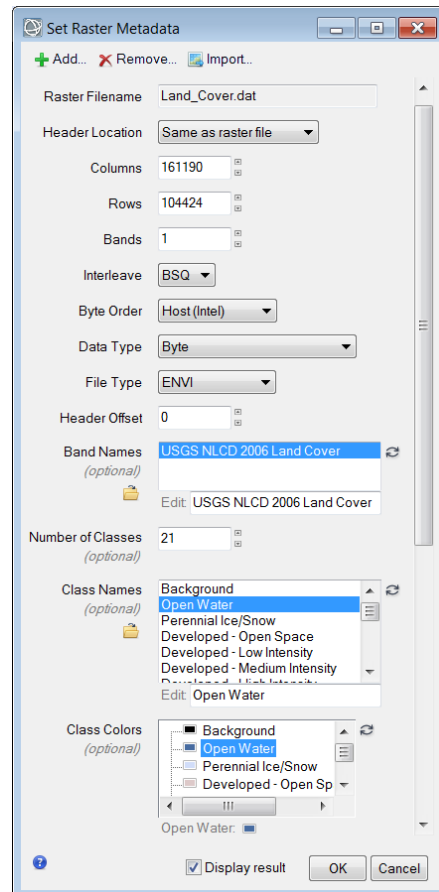 Set Raster Metadata
Add... Remove... Import...
Raster Filename Land_Cover.dat
Header Location Same as raster file
Columns 161190
Rows 104424
Bands 1
Interleave BSQ
Byte Order Host (Intel)
Data Type Byte
File Type ENVI
Header Offset 0
Band Names USGS NLCD 2006 Land Cover
(optional)
Edit: USGS NLCD 2006 Land Cover
Number of Classes 21
(optional)
Class Names Background
(optional) Open Water
Perennial Ice/Snow
Developed - Open Space
Developed - Low Intensity
Developed - Medium Intensity
Developed - High Intensity
Edit: Open Water
Class Colors Background
(optional) Open Water
Perennial Ice/Snow
Developed - Open Sp
Open Water:
Display result OK Cancel